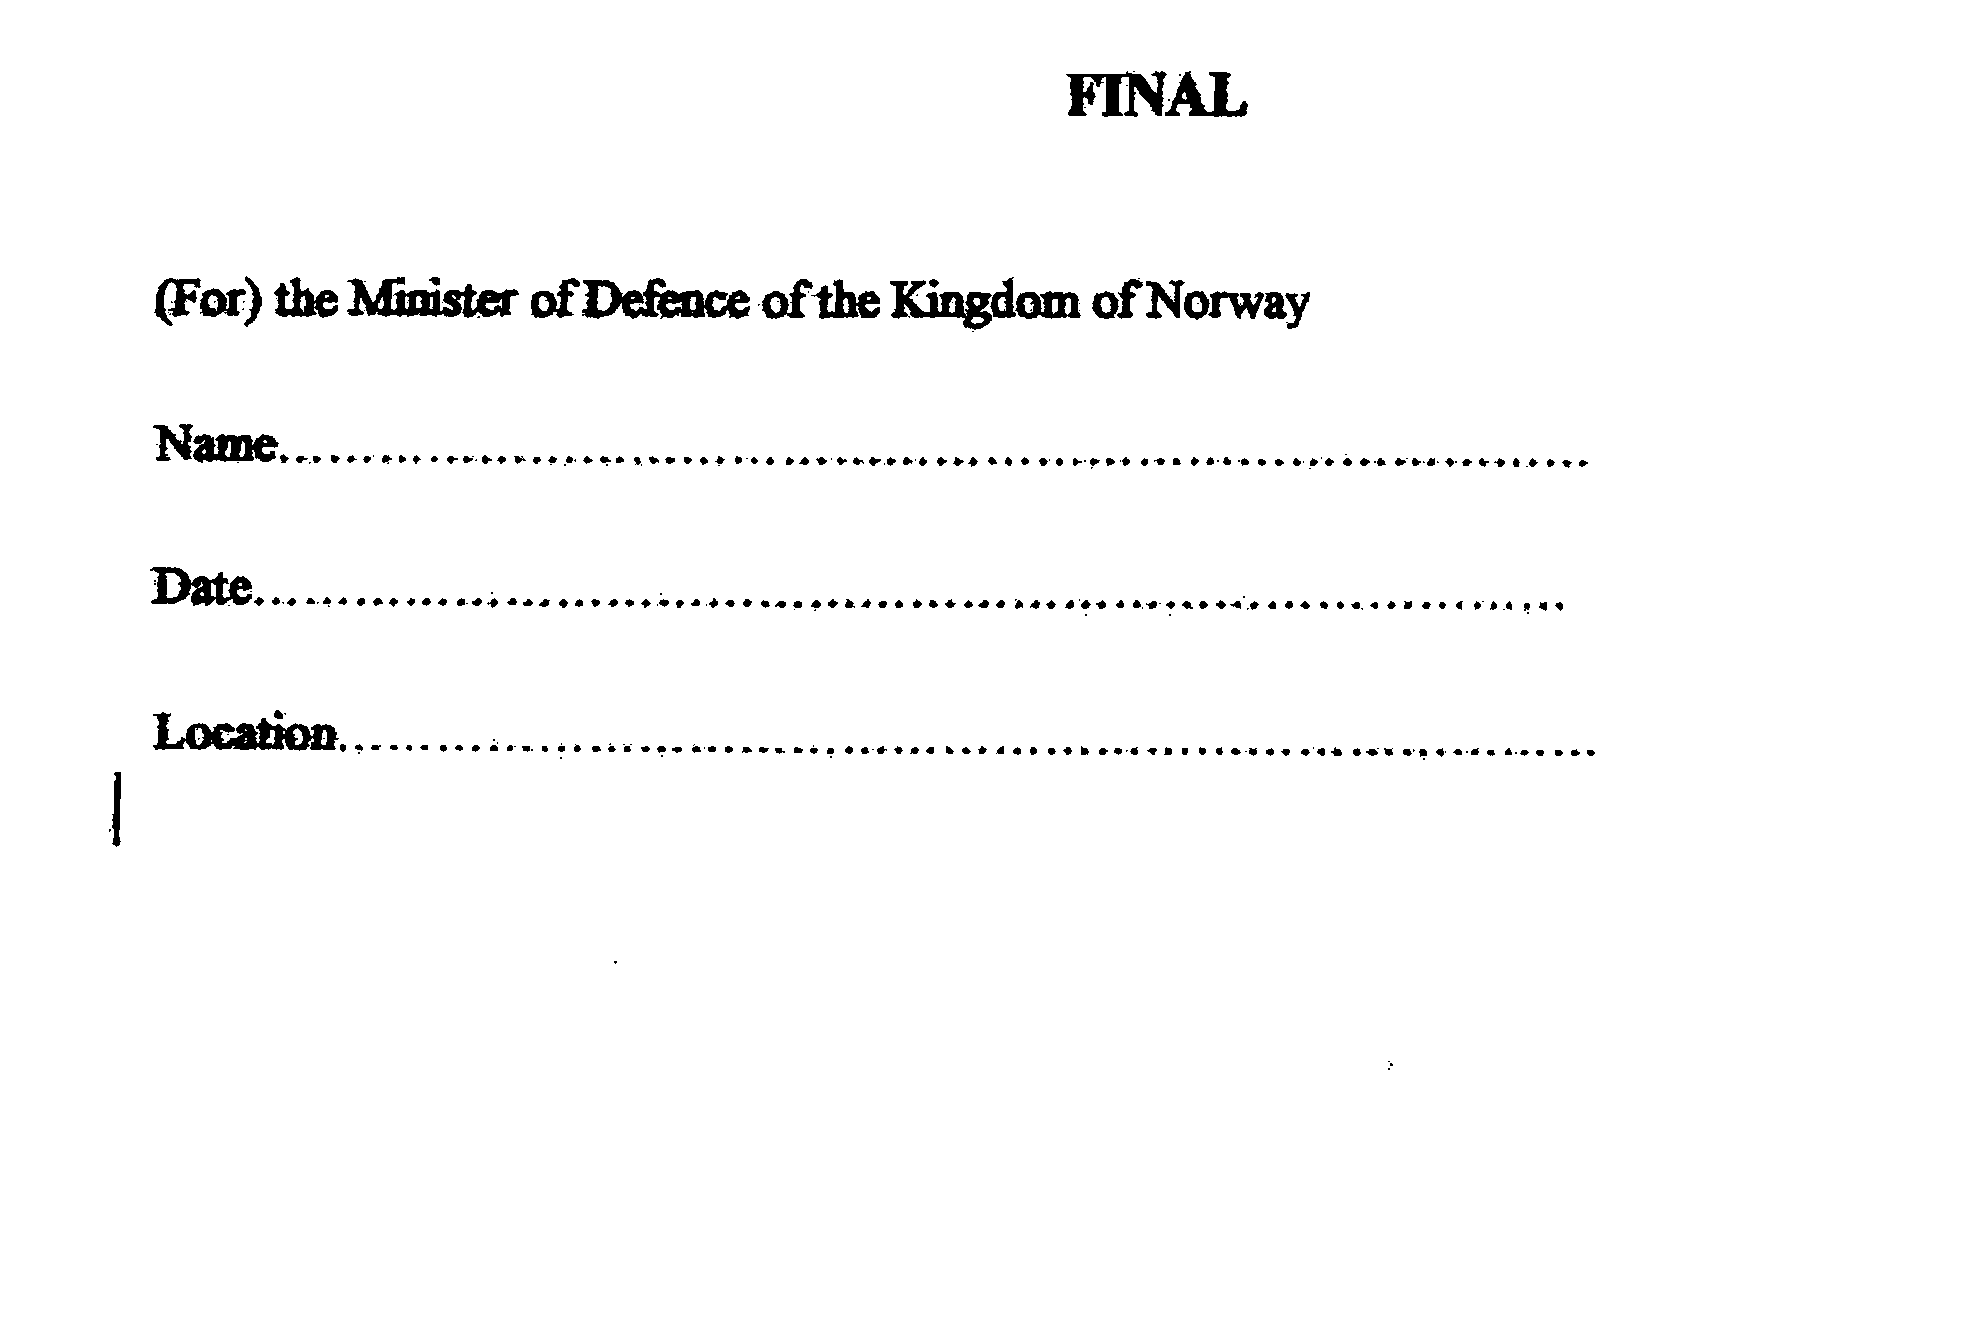 FINAL
(For) the Minister of Defence of the Kingdom of Norway
Name................................................................................
Date................................................................................
Location............................................................................